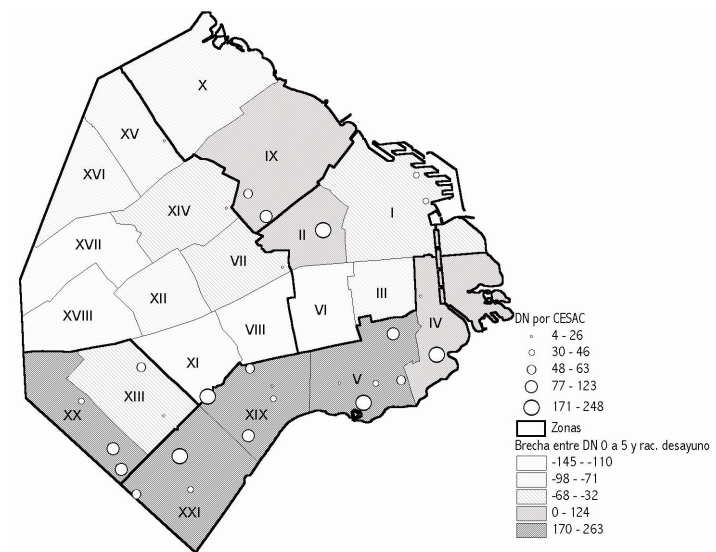 X
XV
IX
XVI
XIV
I
II
XVII
VII
XII
III
XVIII
VI
IV
VIII
XI
V
XIII
XX
XIX
XXI
DN por CESAC
4 - 26
30 - 46
48 - 63
77 - 123
171 - 248
Zonas
Brecha entre DN 0 a 5 y rac. desayuno
-145 - -110
-98 - -71
-68 - -32
0 - 124
170 - 263